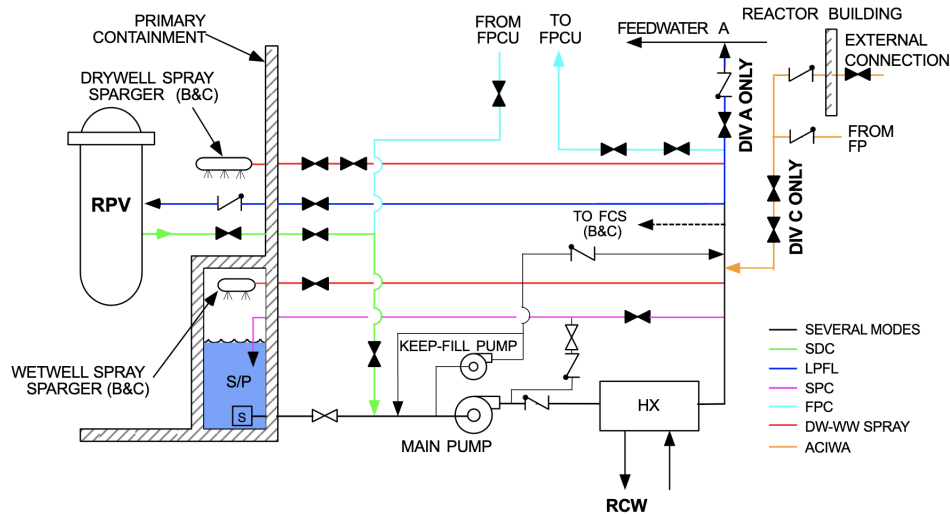 PRIMARY
CONTAINMENT
DRYWELL SPRAY
SPARGER (B&C)
RPV
WETWELL SPRAY
SPARGER (B&C)
S/P
S
FROM
FPCU
TO
FPCU
FEEDWATER A
REACTOR BUILDING
EXTERNAL
CONNECTION
DIV A ONLY
FROM
FP
DIV C ONLY
TO FCS
(B&C)
KEEP-FILL PUMP
MAIN PUMP
HX
RCW
SEVERAL MODES
SDC
LPFL
SPC
FPC
DW-WW SPRAY
ACIWA